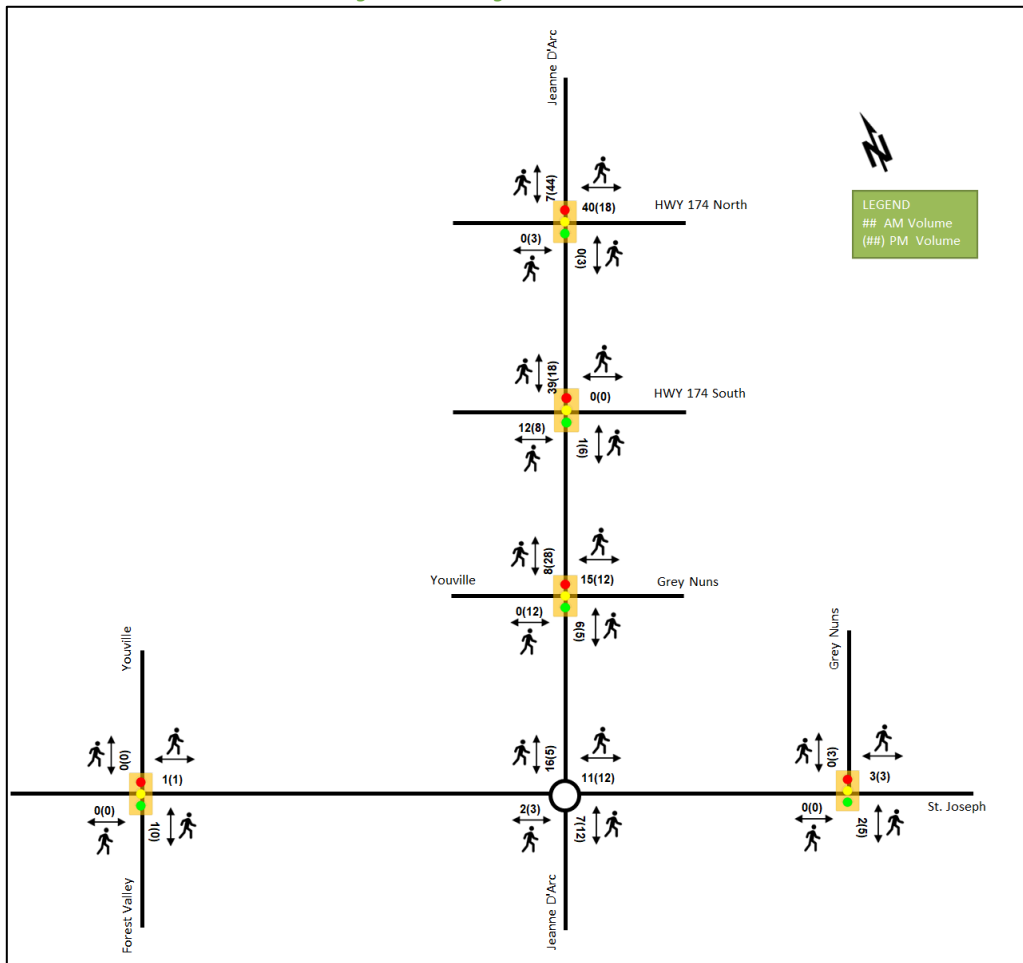 Jeanne D'Arc
N
7(44)
40(18)
HWY 174 North
LEGEND
## AM Volume
(##) PM Volume
0(3)
0(3)
39(18)
0(0)
HWY 174 South
12(8)
1(6)
8(28)
15(12)
Youville
Grey Nuns
0(12)
6(5)
Youville
Grey Nuns
0(0)
1(1)
16(5)
11(12)
0(3)
3(3)
0(0)
1(0)
2(3)
7(12)
0(0)
2(5)
St. Joseph
Forest Valley
Jeanne D'Arc